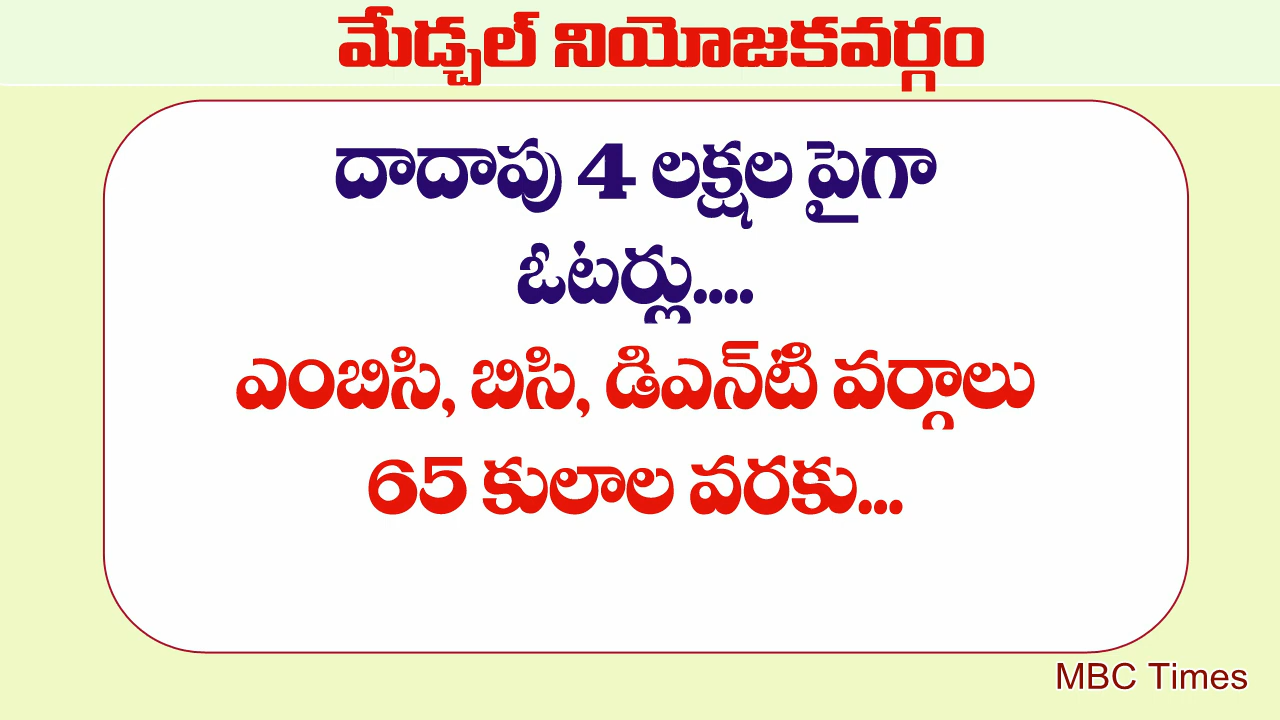 మేడ్చల్ నియోజకవర్గం
దాదాపు 4 లక్షల పైగా
ఓటర్లు....
ఎంబిసి, బిసి, డిఎన్‌టి వర్గాలు
65 కులాల వరకు...
MBC Times